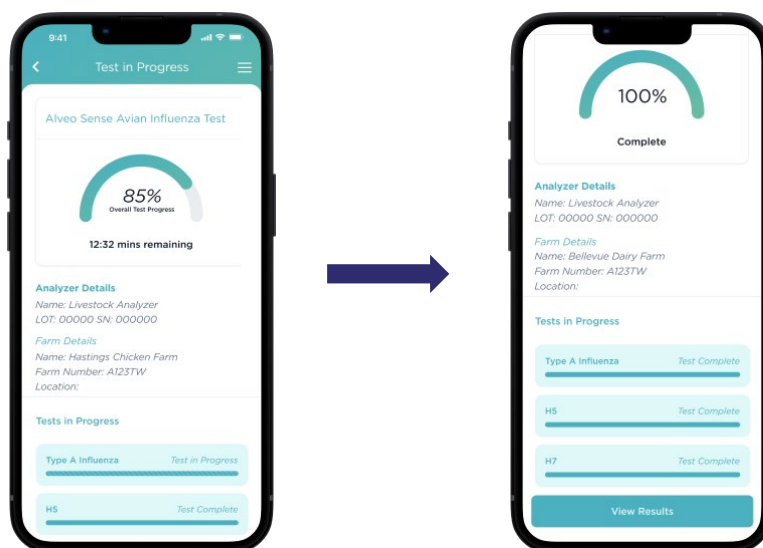 9:41
Test in Progress
Alveo Sense Avian Influenza Test
85%
Overall Test Progress
12:32 mins remaining
Analyzer Details
Name: Livestock Analyzer
LOT: 00000 SN: 000000
Farm Details
Name: Hastings Chicken Farm
Farm Number: A123TW
Location:
Tests in Progress
Type A Influenza Test in Progress
H5 Test Complete
100%
Complete
Analyzer Details
Name: Livestock Analyzer
LOT: 00000 SN: 000000
Farm Details
Name: Bellevue Dairy Farm
Farm Number: A123TW
Location:
Tests in Progress
Type A Influenza Test Complete
H5 Test Complete
H7 Test Complete
View Results